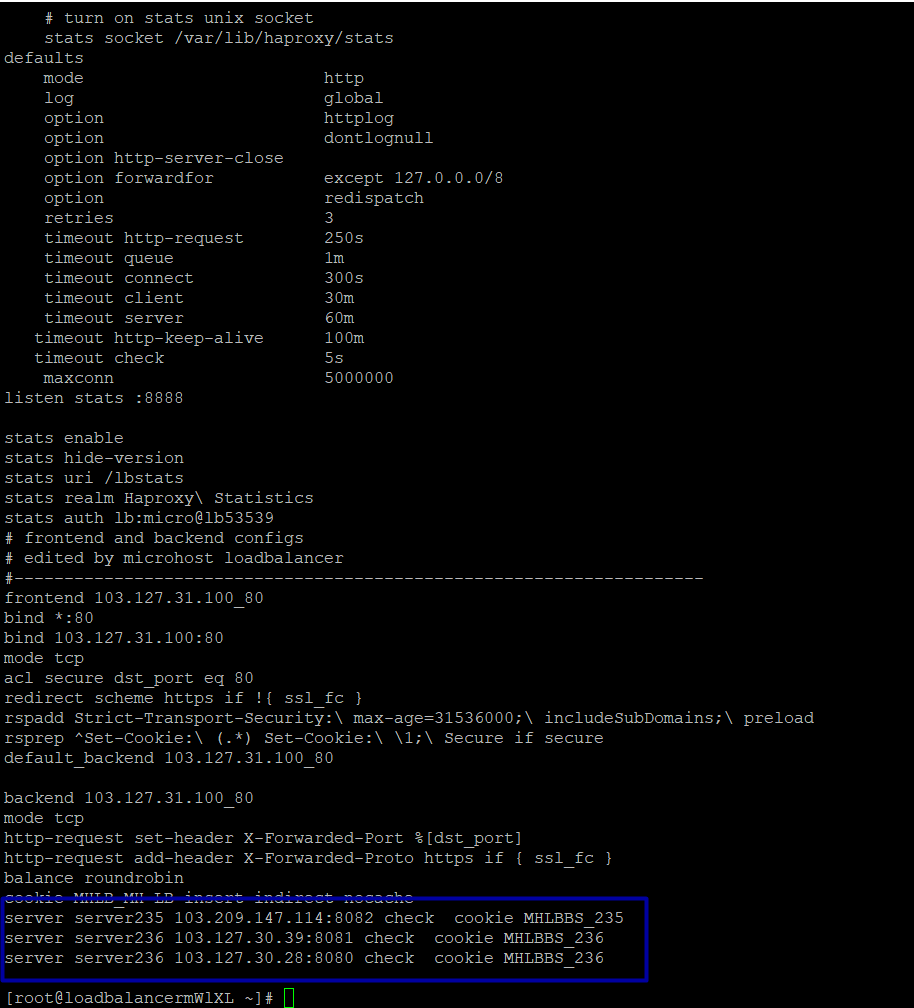 # turn on stats unix socket
stats socket /var/lib/haproxy/stats
defaults
mode http
log global
option httplog
option dontlognull
option http-server-close
option forwardfor except 127.0.0.0/8
option redispatch
retries 3
timeout http-request 250s
timeout queue 1m
timeout connect 300s
timeout client 30m
timeout server 60m
timeout http-keep-alive 100m
timeout check 5s
maxconn 5000000
listen stats :8888
stats enable
stats hide-version
stats uri /lbstats
stats realm Haproxy\ Statistics
stats auth lb:micro@lb53539
# frontend and backend configs
# edited by microhost loadbalancer
#---------------------------------------------------------------------
frontend 103.127.31.100_80
bind *:80
bind 103.127.31.100:80
mode tcp
acl secure dst_port eq 80
redirect scheme https if !{ ssl_fc }
rspadd Strict-Transport-Security:\ max-age=31536000;\ includeSubDomains;\ preload
rsprep ^Set-Cookie:\ (.*) Set-Cookie:\ \1;\ Secure if secure
default_backend 103.127.31.100_80
backend 103.127.31.100_80
mode tcp
http-request set-header X-Forwarded-Port %[dst_port]
http-request add-header X-Forwarded-Proto https if { ssl_fc }
balance roundrobin
cookie MHLB_MH_LB insert indirect nocache
server server235 103.209.147.114:8082 check cookie MHLBBS_235
server server236 103.127.30.39:8081 check cookie MHLBBS_236
server server236 103.127.30.28:8080 check cookie MHLBBS_236
[root@loadbalancermWlXL ~]#